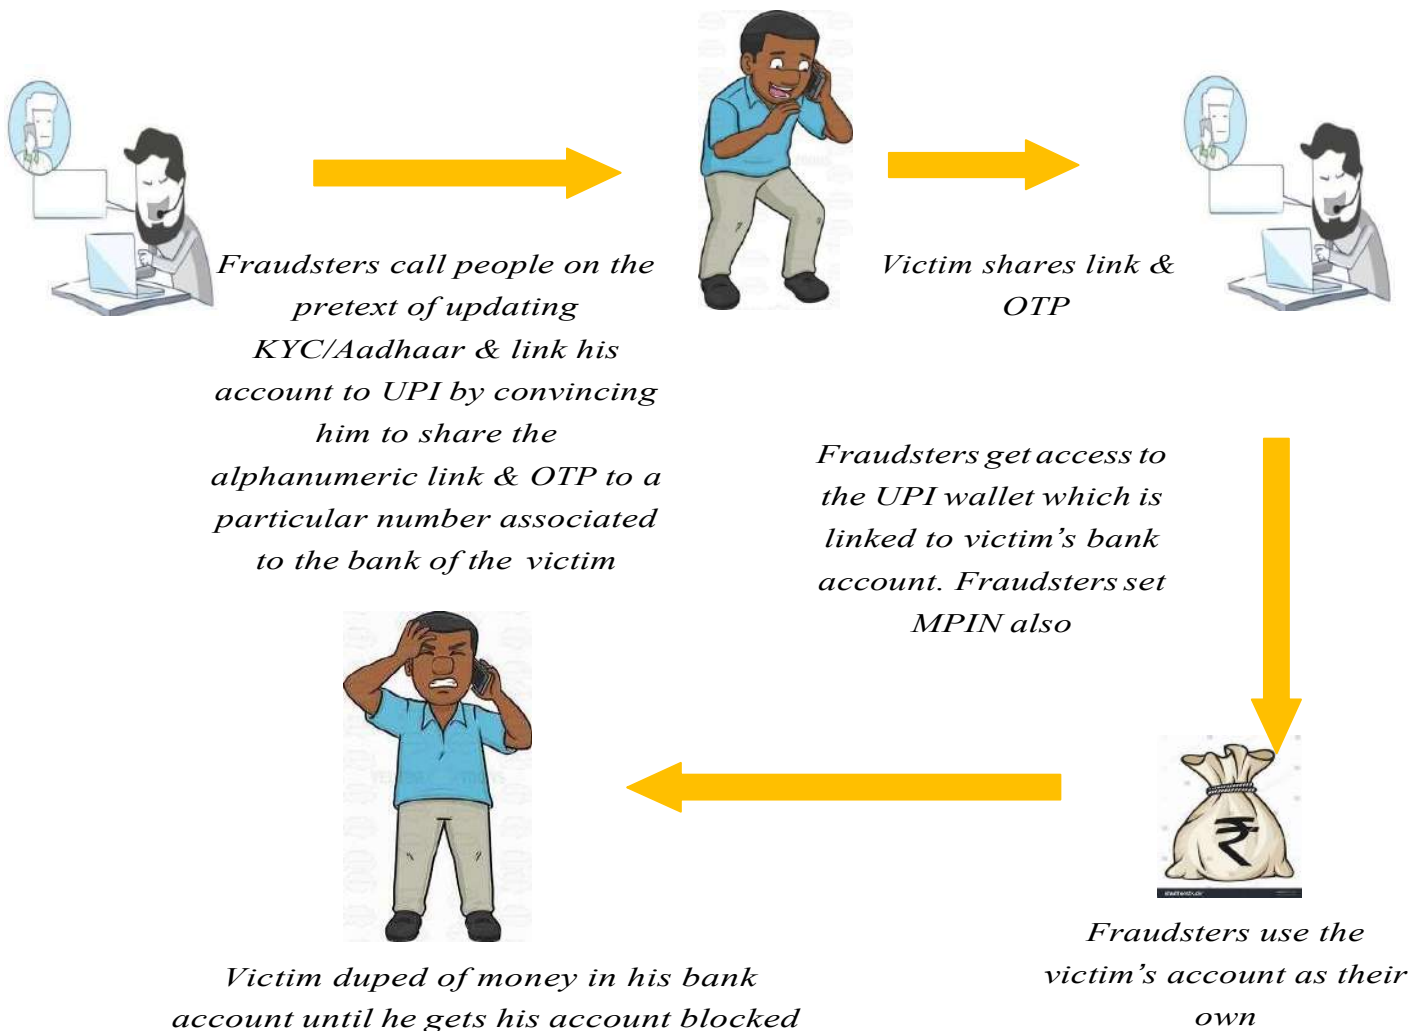 Fraudsters call people on the
pretext of updating
KYC/Aadhaar & link his
account to UPI by convincing
him to share the
alphanumeric link & OTP to a
particular number associated
to the bank of the victim
Victim shares link &
OTP
Fraudsters get access to
the UPI wallet which is
linked to victim's bank
account. Fraudsters set
MPIN also
₹
Fraudsters use the
victim's account as their
own
Victim duped of money in his bank
account until he gets his account blocked